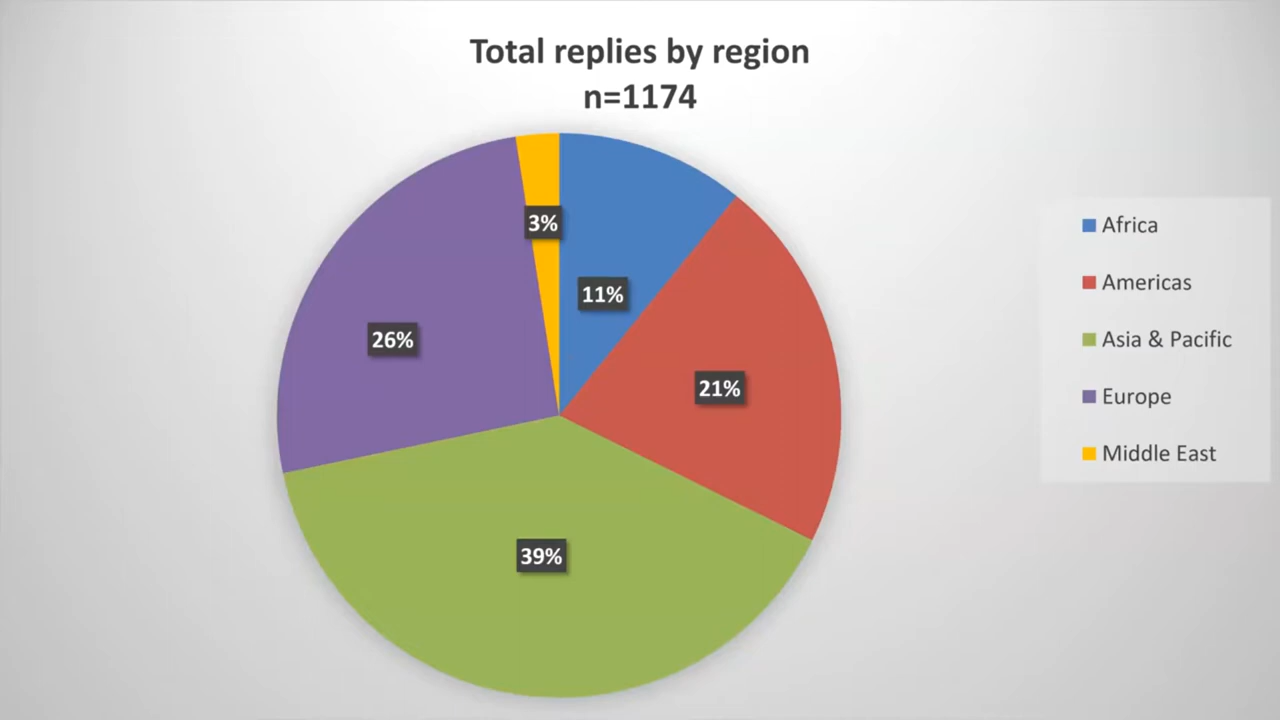 Total replies by region
n=1174
3%
11%
26%
21%
39%
Africa
Americas
Asia & Pacific
Europe
Middle East